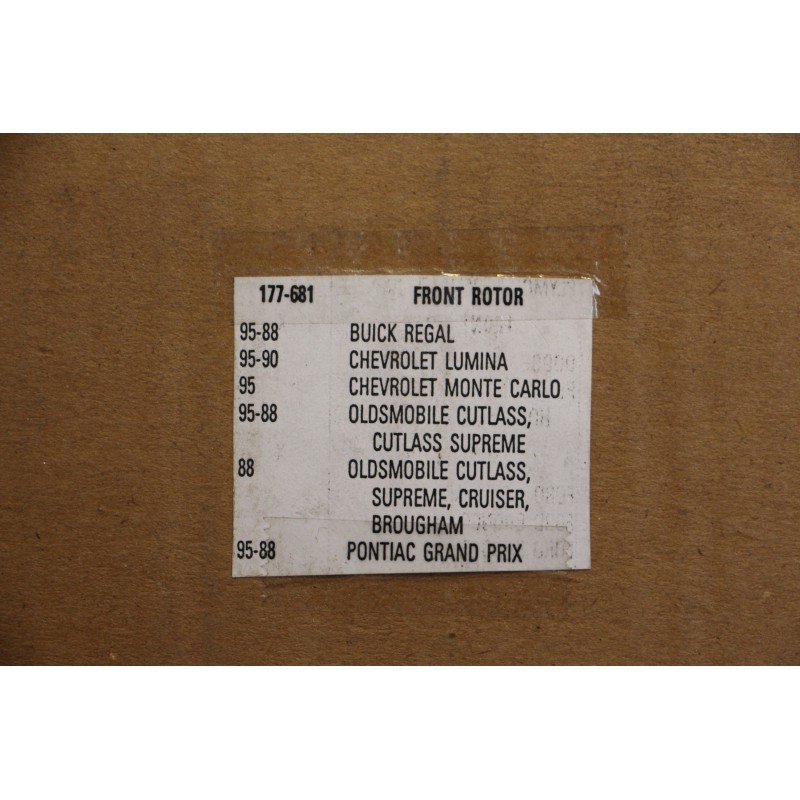 177-681 FRONT ROTOR
95-88 BUICK REGAL
95-90 CHEVROLET LUMINA
95 CHEVROLET MONTE CARLO
95-88 OLDSMOBILE CUTLASS,
CUTLASS SUPREME
88 OLDSMOBILE CUTLASS,
SUPREME, CRUISER,
BROUGHAM
95-88 PONTIAC GRAND PRIX